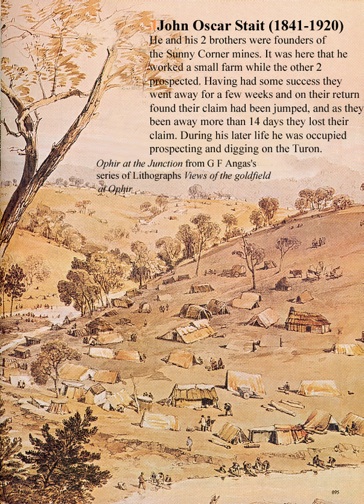 John Oscar Stait (1841-1920)
He and his 2 brothers were founders of
the Sunny Corner mines. It was here that he
worked a small farm while the other 2
prospected. Having had some success they
went away for a few weeks and on their return
found their claim had been jumped, and as they
been away more than 14 days they lost their
claim. During his later life he was occupied
prospecting and digging on the Turon.
Ophir at the Junction from G F Angas's
series of Lithographs Views of the goldfield
at Ophir